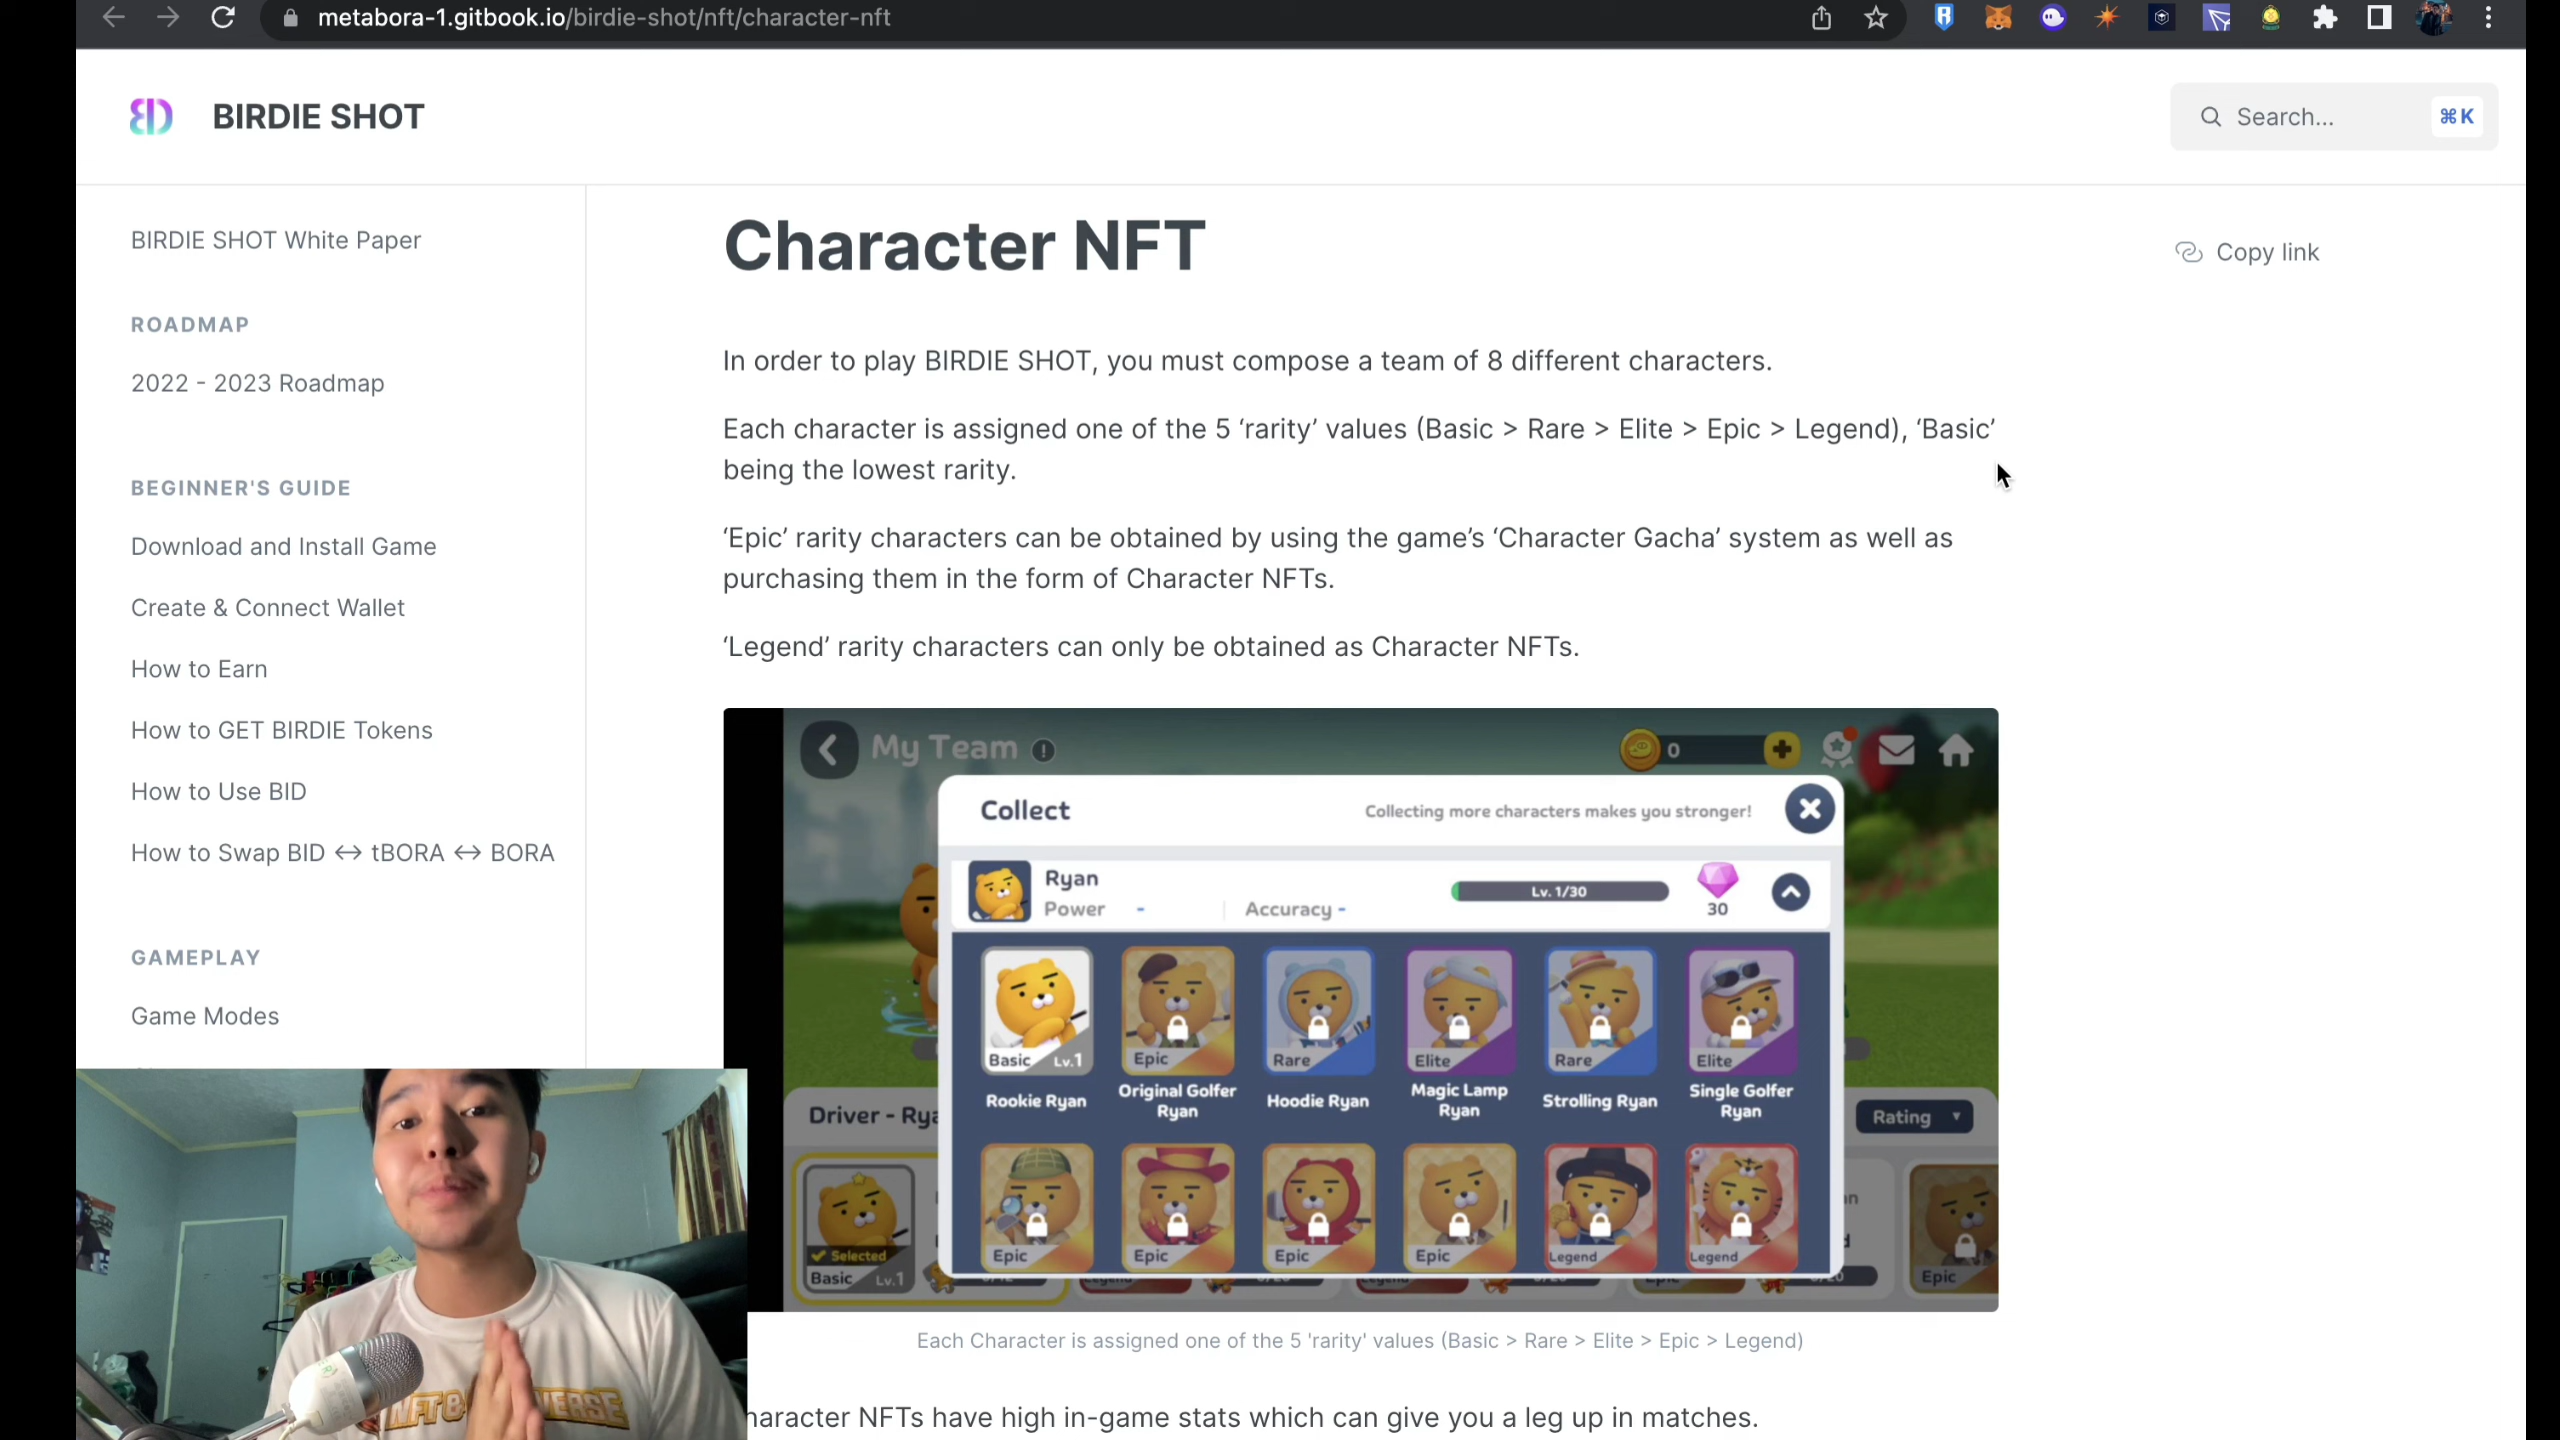 metabora-1.gitbook.io/birdie-shot/nft/character-nft
BIRDIE SHOT
Search...
⌘K
BIRDIE SHOT White Paper
ROADMAP
2022 - 2023 Roadmap
BEGINNER'S GUIDE
Download and Install Game
Create & Connect Wallet
How to Earn
How to GET BIRDIE Tokens
How to Use BID
How to Swap BID <-> tBORA <-> BORA
GAMEPLAY
Game Modes
Character NFT
Copy link
In order to play BIRDIE SHOT, you must compose a team of 8 different characters.
Each character is assigned one of the 5 ‘rarity’ values (Basic > Rare > Elite > Epic > Legend), ‘Basic’
being the lowest rarity.
‘Epic’ rarity characters can be obtained by using the game’s ‘Character Gacha’ system as well as
purchasing them in the form of Character NFTs.
‘Legend’ rarity characters can only be obtained as Character NFTs.
My Team
0
Collect
Collecting more characters makes you stronger!
Ryan
Power -
Accuracy -
Lv. 1/30
30
Basic Lv.1
Epic
Rare
Elite
Rare
Elite
Rookie Ryan
Original Golfer
Ryan
Hoodie Ryan
Magic Lamp
Ryan
Strolling Ryan
Single Golfer
Ryan
Epic
Epic
Epic
Epic
Legend
Legend
Driver - Rya
Rating
Selected
Basic Lv.1
Epic
Each Character is assigned one of the 5 'rarity' values (Basic > Rare > Elite > Epic > Legend)
haracter NFTs have high in-game stats which can give you a leg up in matches.